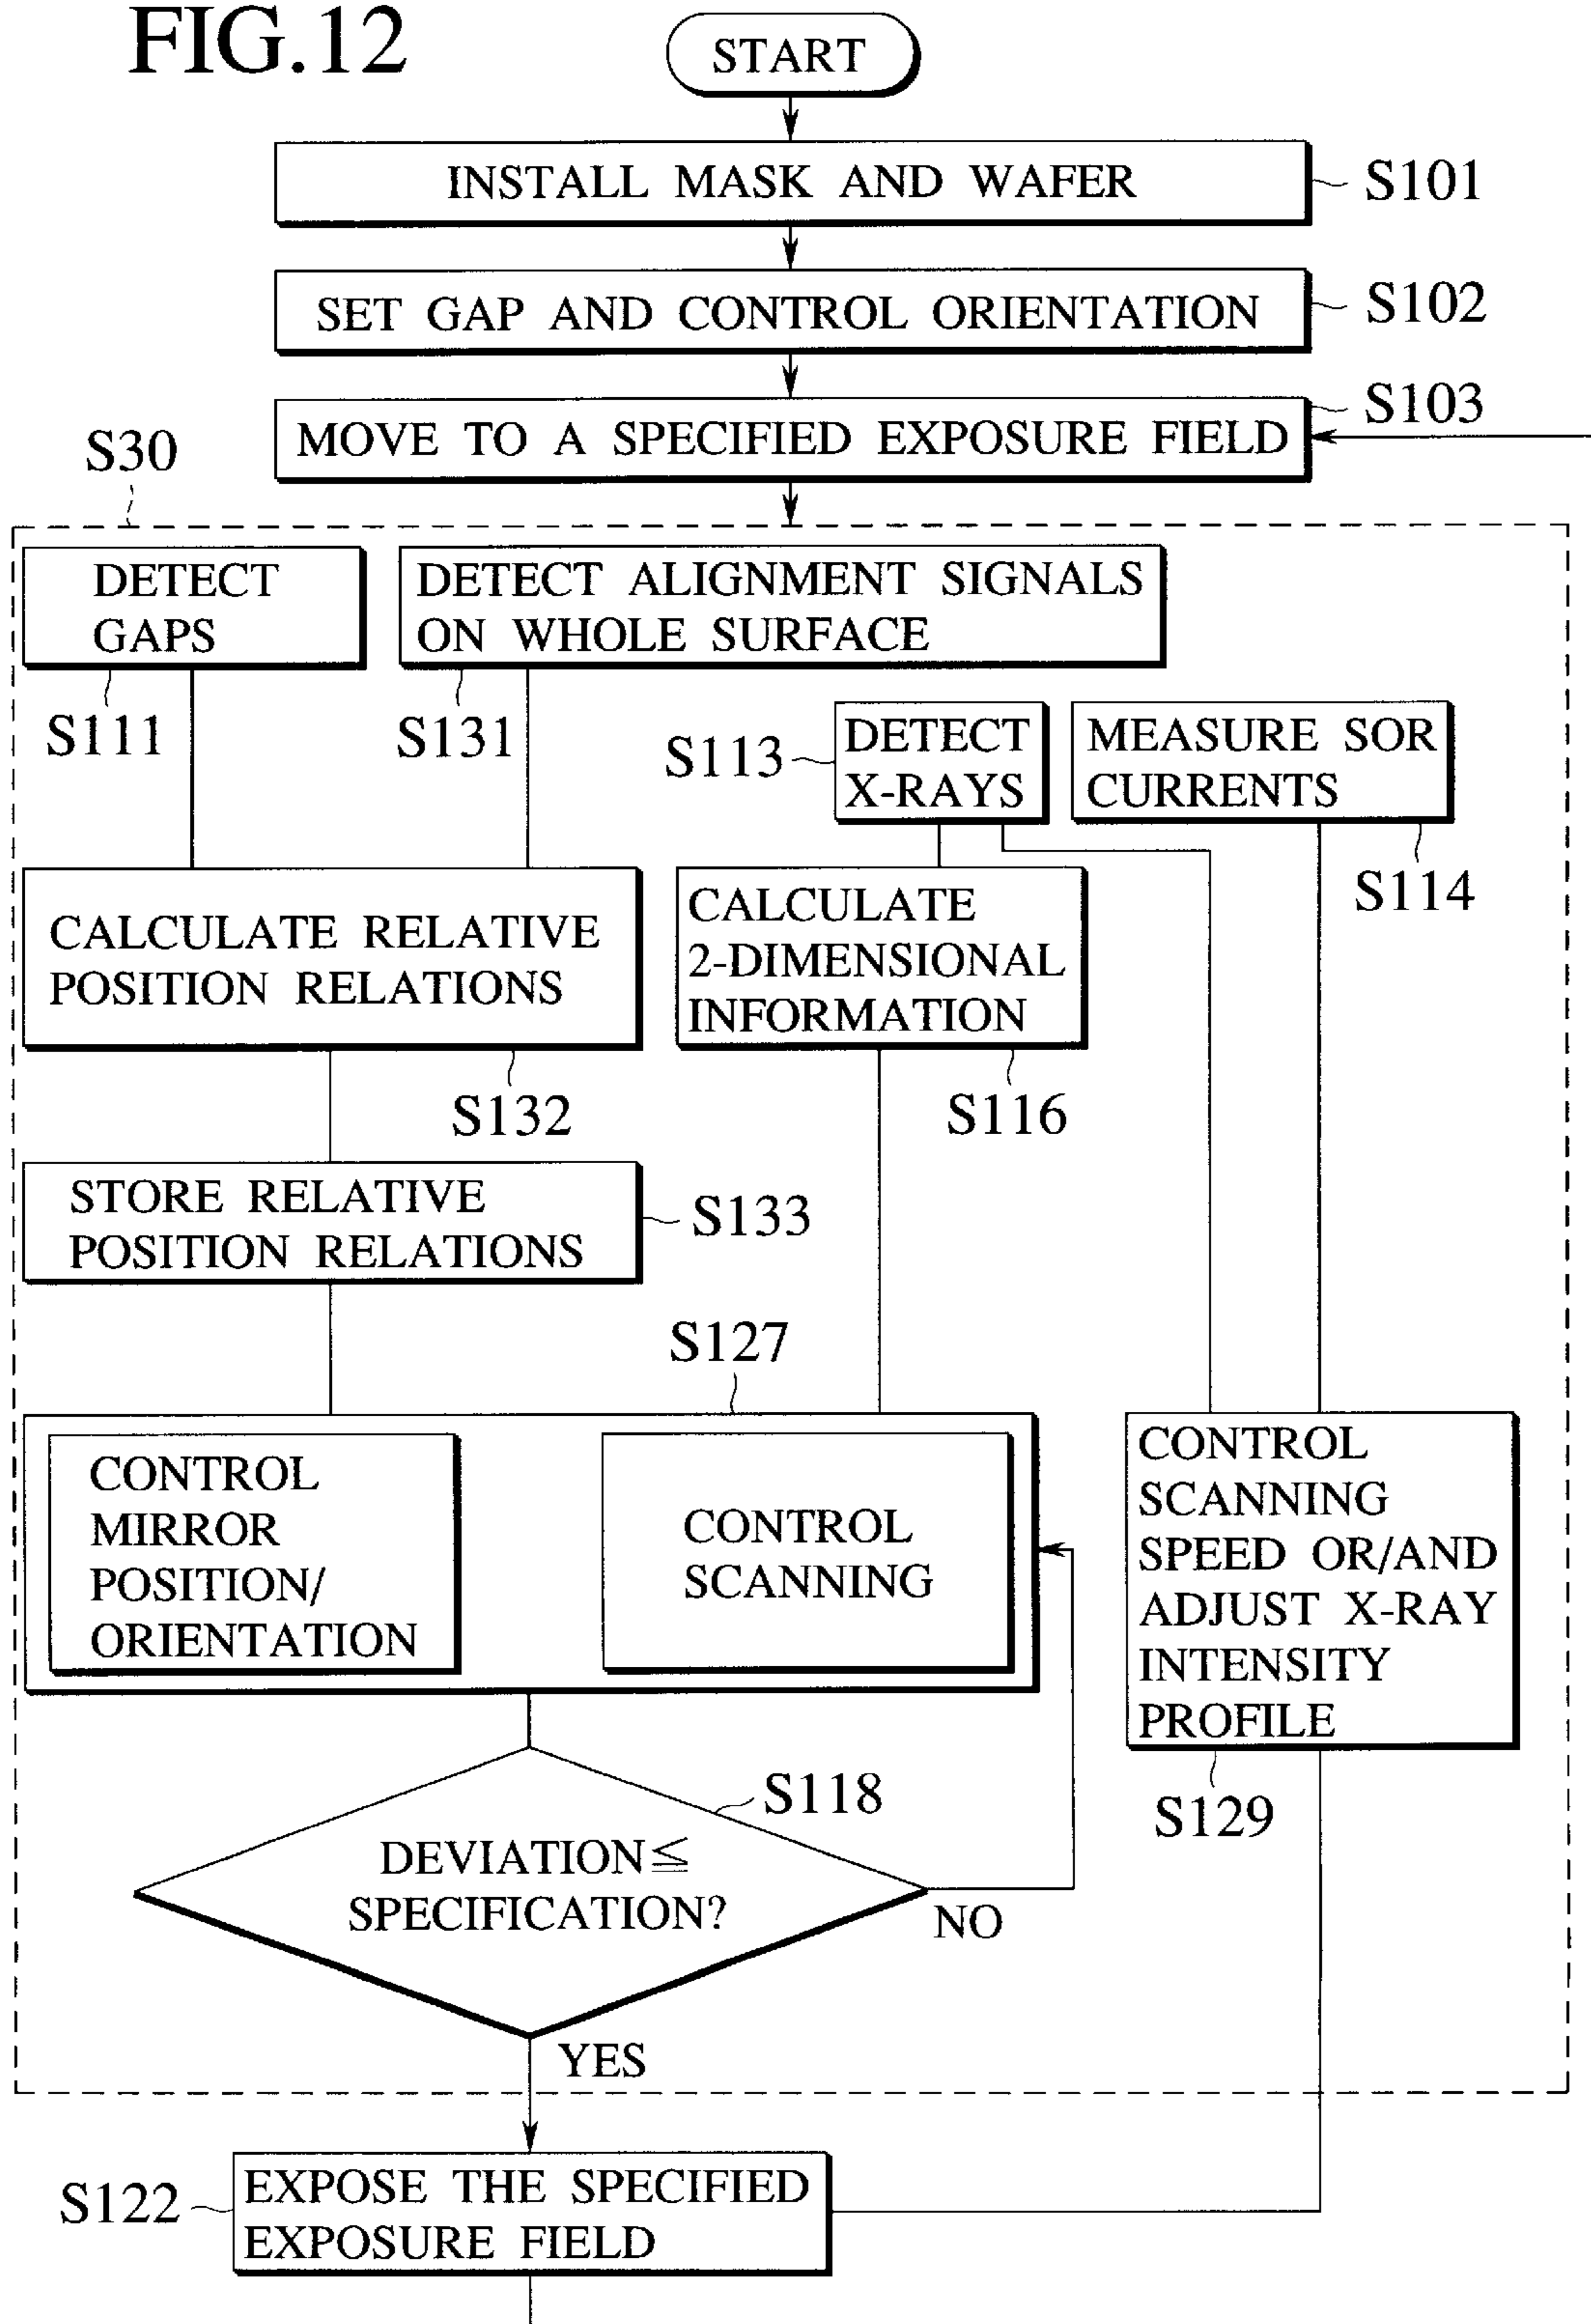 FIG.12
START
INSTALL MASK AND WAFER
S101
SET GAP AND CONTROL ORIENTATION
S102
S103
MOVE TO A SPECIFIED EXPOSURE FIELD
S30
DETECT
GAPS
DETECT ALIGNMENT SIGNALS
ON WHOLE SURFACE
S111
S131
S113
DETECT
X-RAYS
MEASURE SOR
CURRENTS
S114
CALCULATE RELATIVE
POSITION RELATIONS
CALCULATE
2-DIMENSIONAL
INFORMATION
S132
S116
STORE RELATIVE
POSITION RELATIONS
S133
S127
CONTROL
MIRROR
POSITION/
ORIENTATION
CONTROL
SCANNING
CONTROL
SCANNING
SPEED OR/AND
ADJUST X-RAY
INTENSITY
PROFILE
S118
S129
DEVIATION≦
SPECIFICATION?
NO
YES
S122
EXPOSE THE SPECIFIED
EXPOSURE FIELD